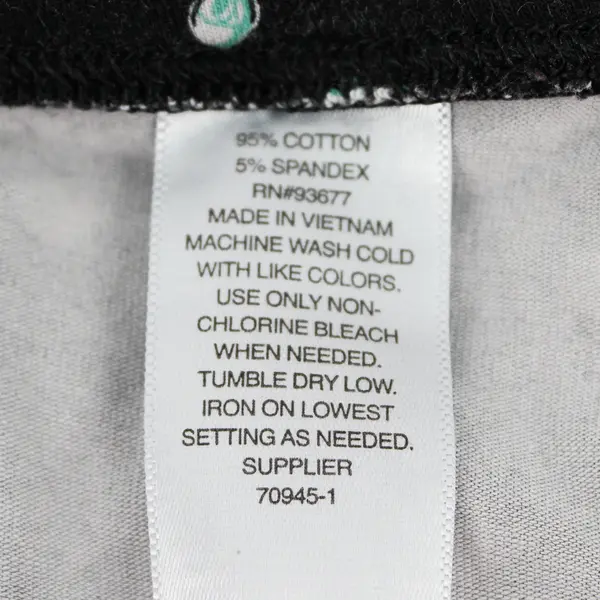 95% COTTON
5% SPANDEX
RN#93677
MADE IN VIETNAM
MACHINE WASH COLD
WITH LIKE COLORS.
USE ONLY NON-
CHLORINE BLEACH
WHEN NEEDED.
TUMBLE DRY LOW.
IRON ON LOWEST
SETTING AS NEEDED.
SUPPLIER
70945-1